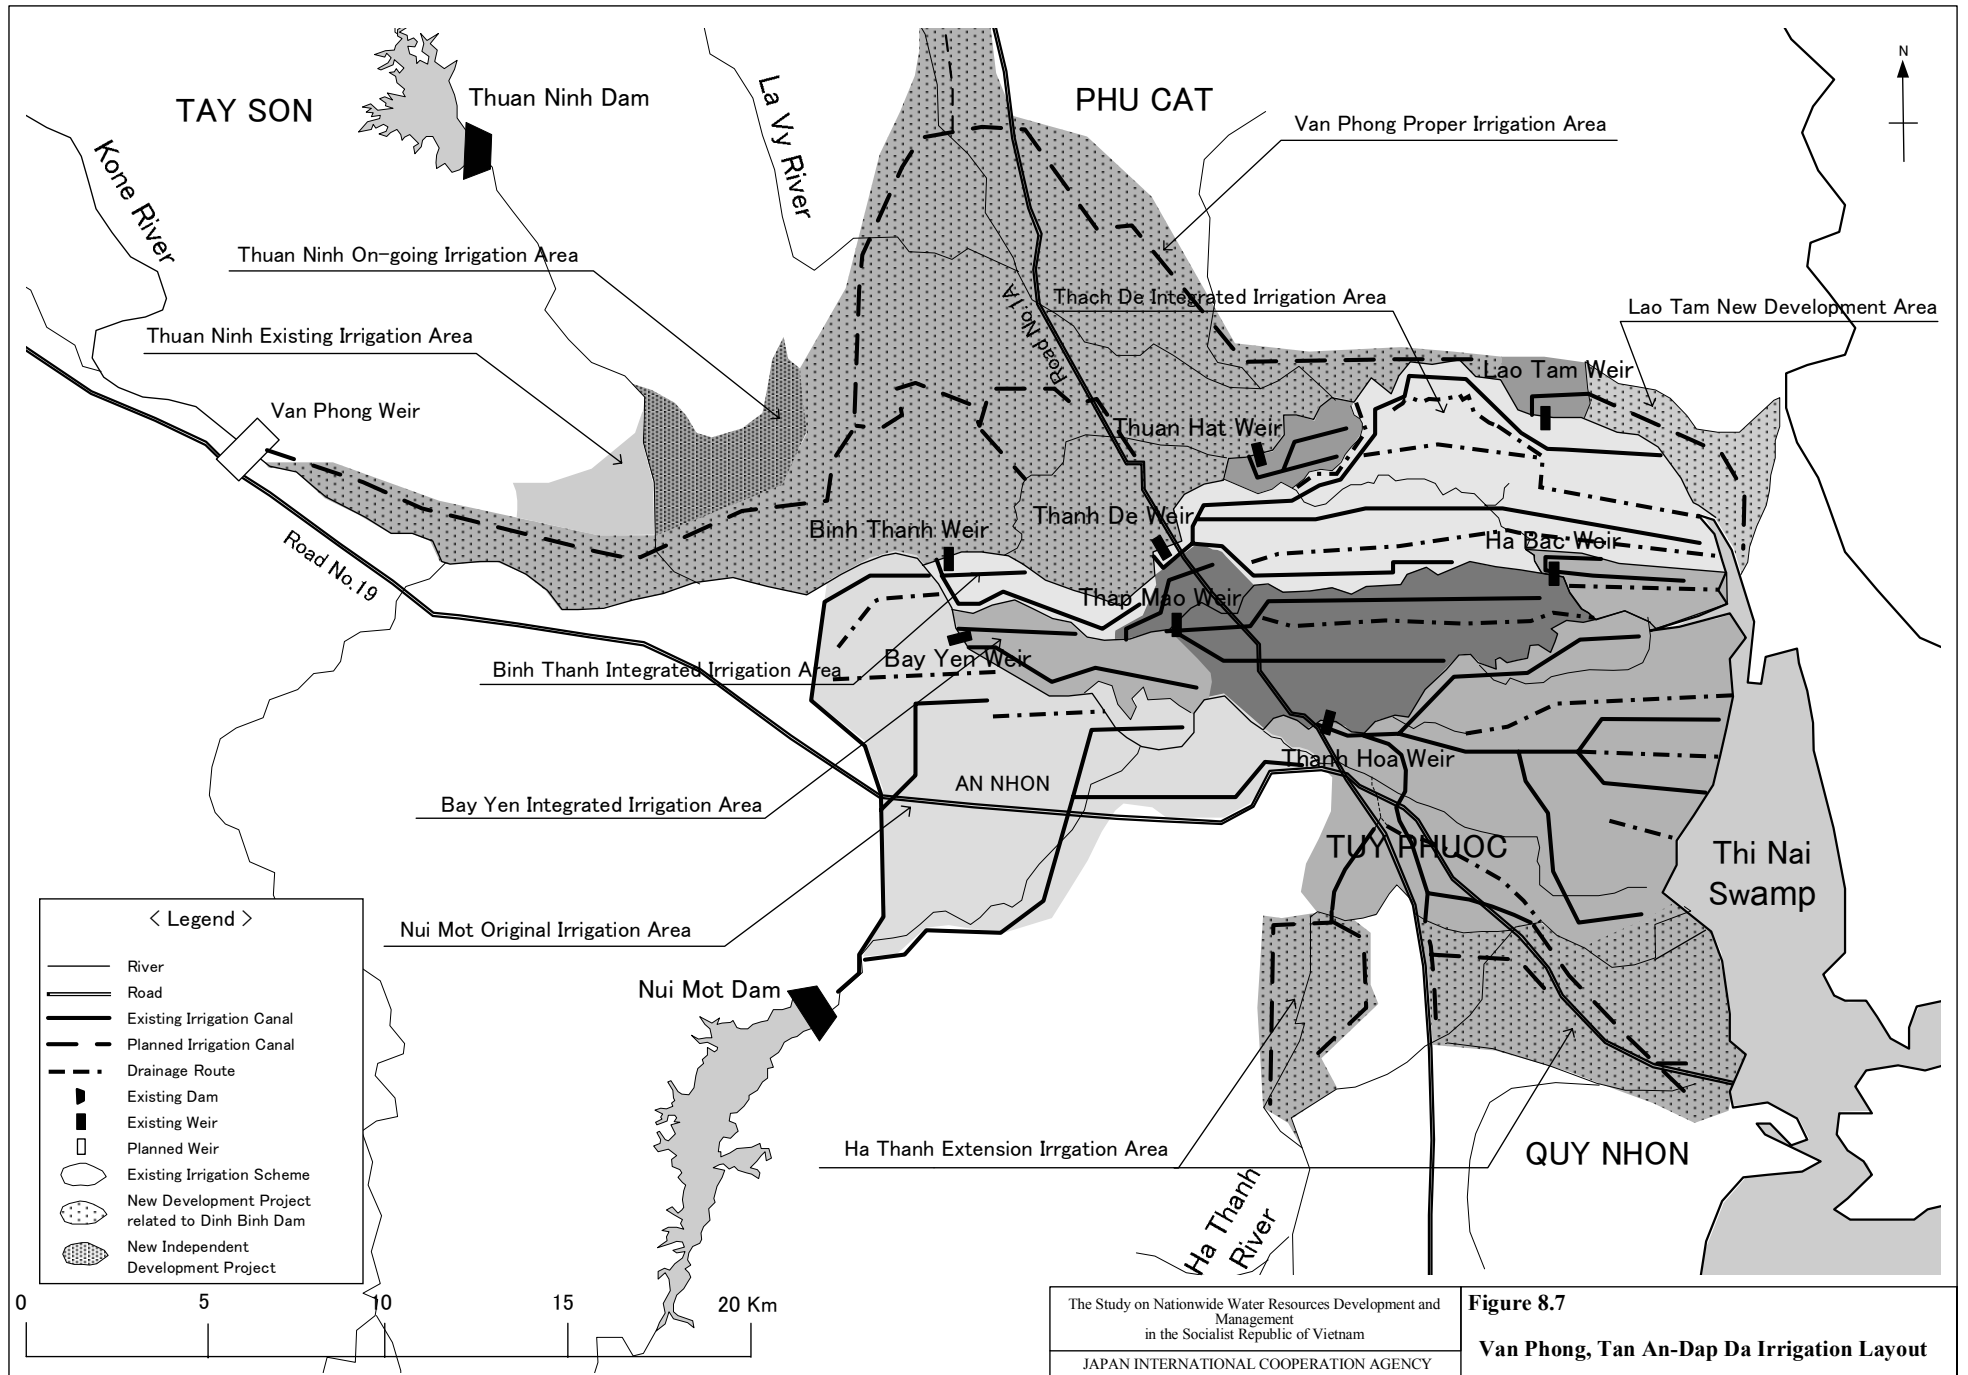 N
TAY SON
Thuan Ninh Dam
La Vy River
PHU CAT
Van Phong Proper Irrigation Area
Kone River
Thuan Ninh On-going Irrigation Area
Thach De Integrated Irrigation Area
Lao Tam New Development Area
Road No.1A
Thuan Ninh Existing Irrigation Area
Lao Tam Weir
Van Phong Weir
Thuan Hat Weir
Binh Thanh Weir
Thanh De Weir
Ha Bac Weir
Road No.19
Thap Mao Weir
Binh Thanh Integrated Irrigation Area
Bay Yen Weir
Thanh Hoa Weir
AN NHON
Bay Yen Integrated Irrigation Area
TUY PHUOC
Thi Nai
Swamp
Nui Mot Original Irrigation Area
Nui Mot Dam
Ha Thanh Extension Irrgation Area
QUY NHON
Ha Thanh
River
< Legend >
River
Road
Existing Irrigation Canal
Planned Irrigation Canal
Drainage Route
Existing Dam
Existing Weir
Planned Weir
Existing Irrigation Scheme
New Development Project
related to Dinh Binh Dam
New Independent
Development Project
0 5 10 15 20 Km
The Study on Nationwide Water Resources Development and
Management
in the Socialist Republic of Vietnam
JAPAN INTERNATIONAL COOPERATION AGENCY
Figure 8.7
Van Phong, Tan An-Dap Da Irrigation Layout